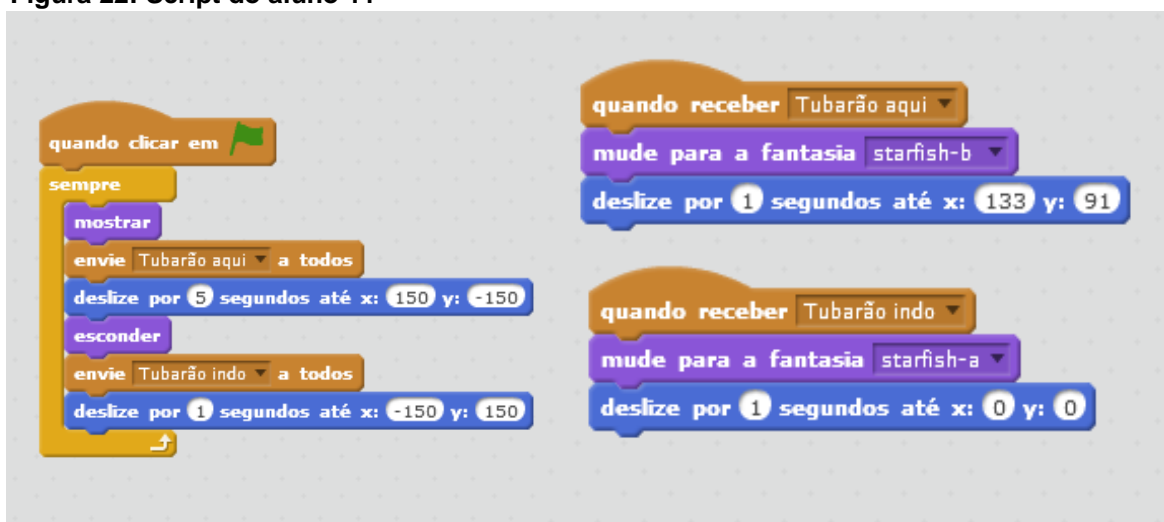 Figura 22: Script do aluno
quando clicar em
sempre
mostrar
envie Tubarão aqui a todos
deslize por 5 segundos até x: 150 y: -150
esconder
envie Tubarão indo a todos
deslize por 1 segundos até x: -150 y: 150
quando receber Tubarão aqui
mude para a fantasia starfish-b
deslize por 1 segundos até x: 133 y: 91
quando receber Tubarão indo
mude para a fantasia starfish-a
deslize por 1 segundos até x: 0 y: 0